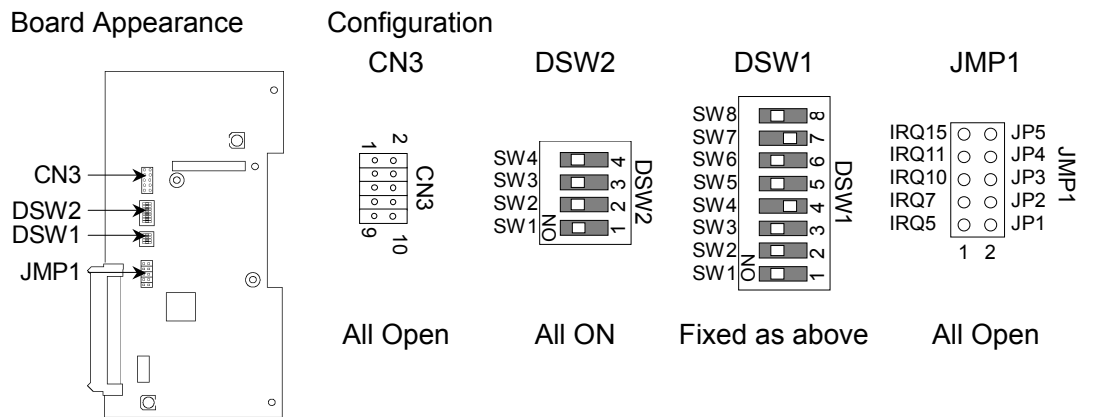 Board Appearance
Configuration
CN3
DSW2
DSW1
JMP1
CN3
DSW2
DSW1
JMP1
1 2
CN3
9 10
SW4 4
SW3 3
SW2 2
SW1 1
ON
DSW2
SW8 8
SW7 7
SW6 6
SW5 5
SW4 4
SW3 3
SW2 2
SW1 1
ON
DSW1
IRQ15 JP5
IRQ11 JP4
IRQ10 JP3
IRQ7 JP2
IRQ5 JP1
1 2
JMP1
All Open
All ON
Fixed as above
All Open